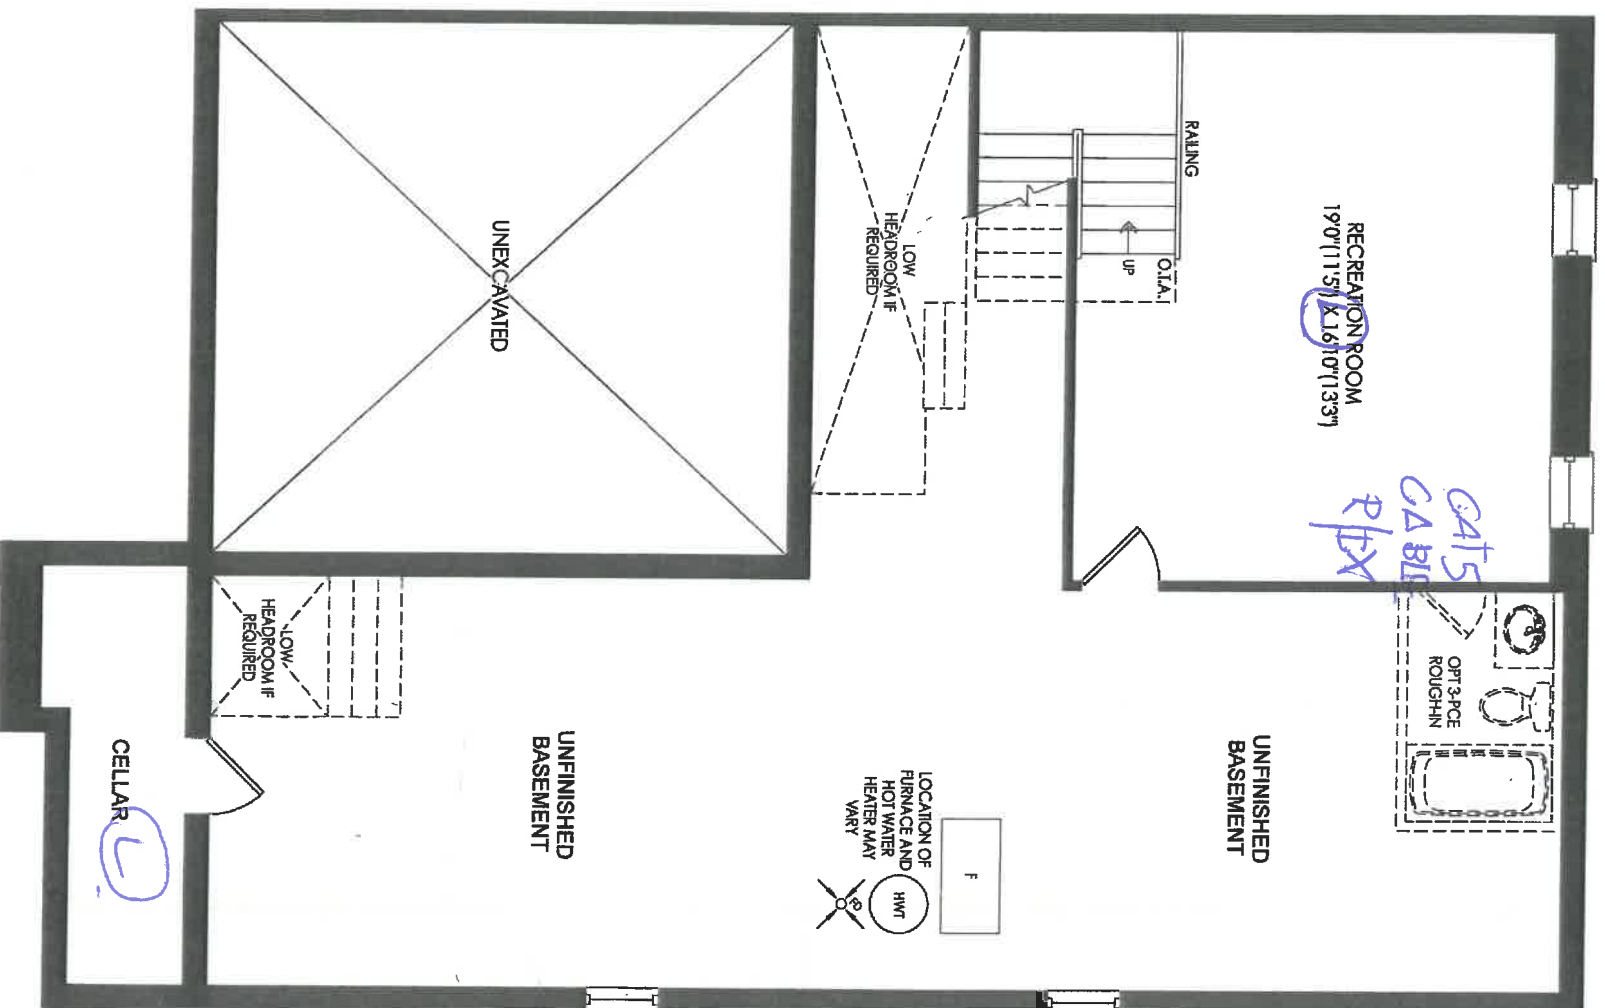 RAILING
UP
O.T.A.
RECREATION ROOM
19'0"(11'5") X 16'10"(13'3")
L
CAT5
CABLE
LOW
HEADROOM IF
REQUIRED
UNEXCAVATED
OPT 3-PCE
ROUGH-IN
UNFINISHED
BASEMENT
LOCATION OF
FURNACE AND
HOT WATER
HEATER MAY
VARY
F
HWT
FD
UNFINISHED
BASEMENT
LOW
HEADROOM IF
REQUIRED
CELLAR
L